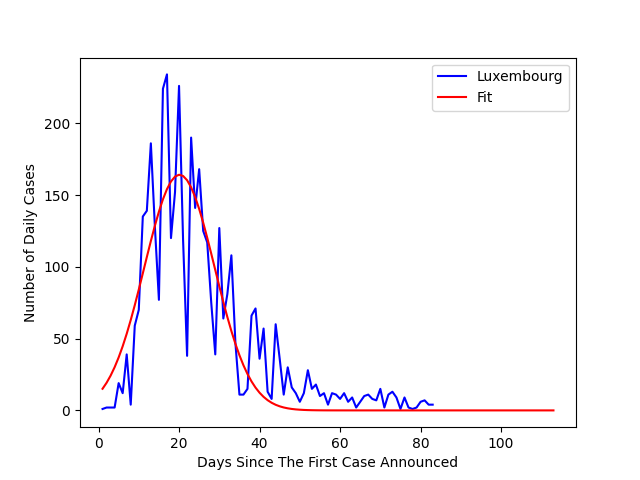 Luxembourg
Fit
Number of Daily Cases
200
150
100
50
0
0 20 40 60 80 100
Days Since The First Case Announced